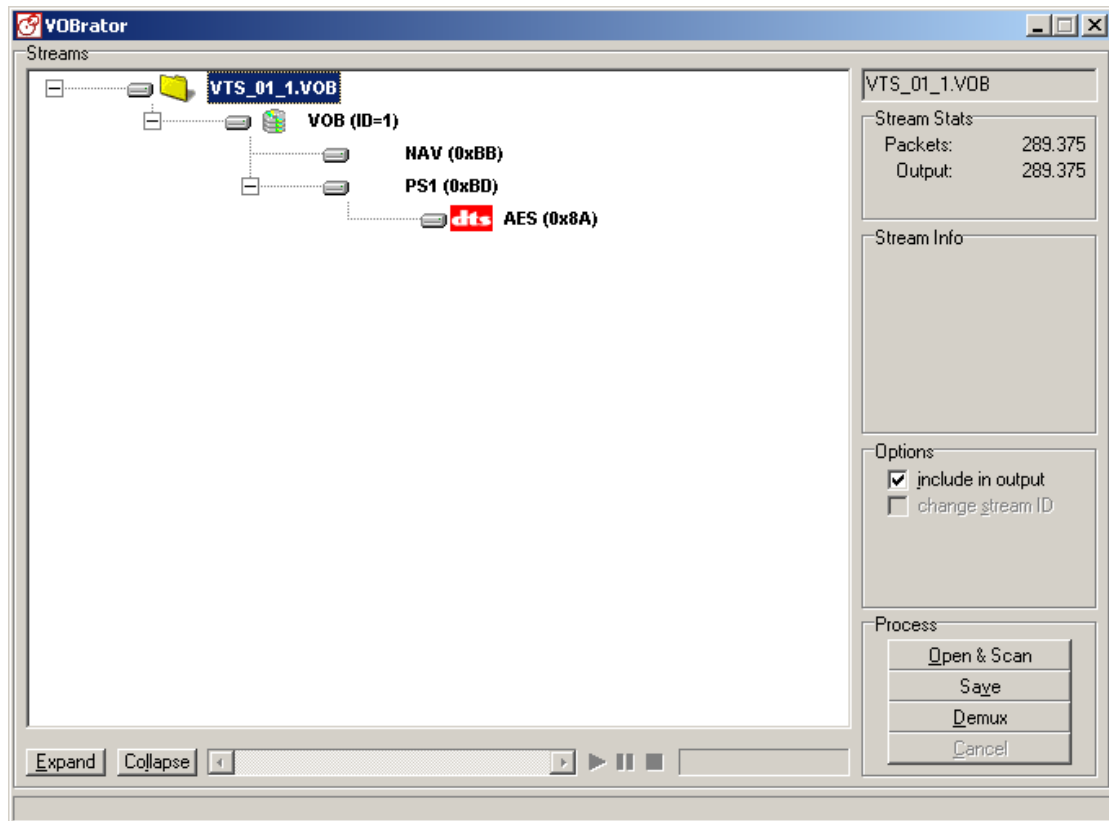 VOBrator
Streams
VTS_01_1.VOB
VOB (ID=1)
NAV (0xBB)
PS1 (0xBD)
dts AES (0x8A)
VTS_01_1.VOB
Stream Stats
Packets: 289.375
Output: 289.375
Stream Info
Options
include in output
change stream ID
Process
Open & Scan
Save
Demux
Cancel
Expand Collapse